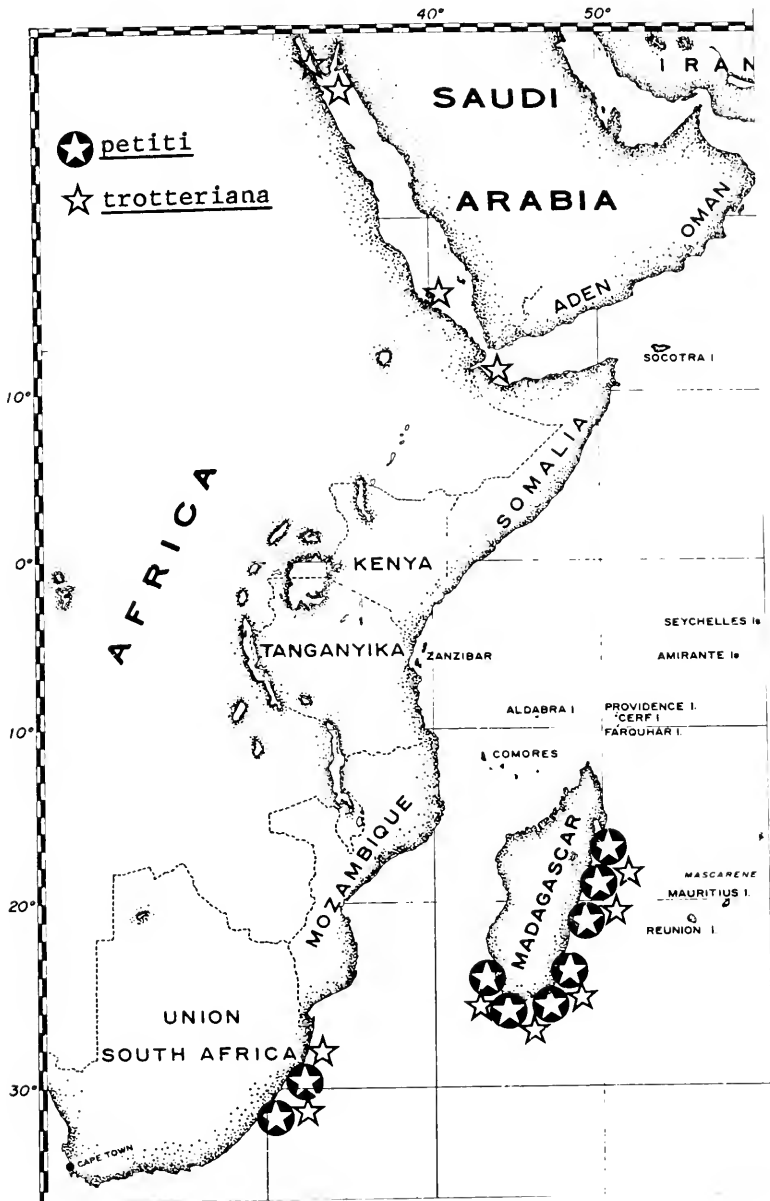 40° 50°
IRAN
SAUDI
petiti
trotteriana
ARABIA
OMAN
ADEN
SOCOTRA I
10°
SOMALIA
AFRICA
0°
KENYA
SEYCHELLES Is
TANGANYIKA
ZANZIBAR
AMIRANTE Is
ALDABRA I
PROVIDENCE I.
CERF I
FARQUHAR I.
10°
COMORES
MOZAMBIQUE
MADAGASCAR
MASCARENE
MAURITIUS I.
20°
REUNION I.
UNION
SOUTH AFRICA
30°
CAPE TOWN